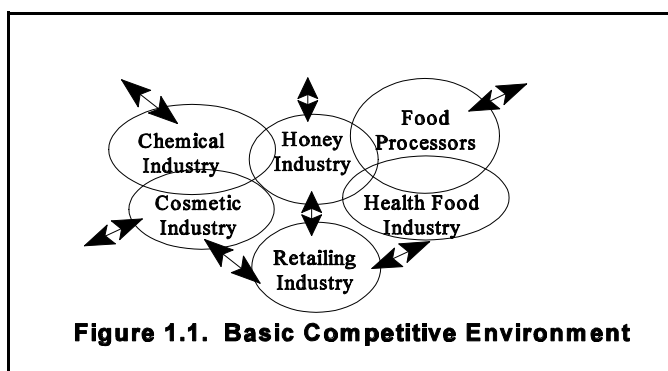 Chemical
Industry
Honey
Industry
Food
Processors
Cosmetic
Industry
Health Food
Industry
Retailing
Industry
Figure 1.1. Basic Competitive Environment